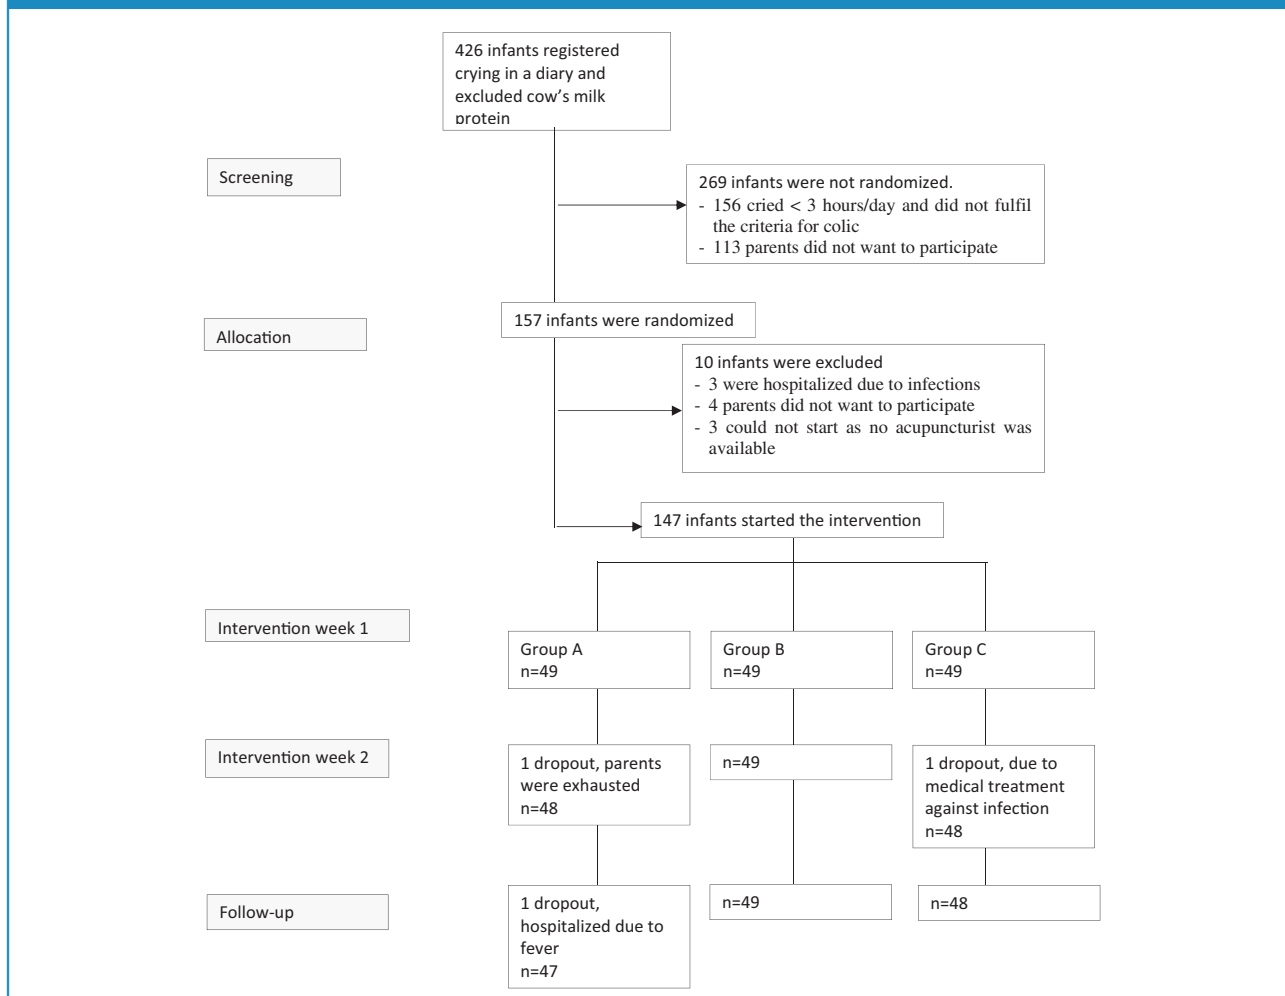 426 infants registered
crying in a diary and
excluded cow's milk
protein
Screening
269 infants were not randomized.
- 156 cried < 3 hours/day and did not fulfil
the criteria for colic
- 113 parents did not want to participate
157 infants were randomized
Allocation
10 infants were excluded
- 3 were hospitalized due to infections
- 4 parents did not want to participate
- 3 could not start as no acupuncturist was
available
147 infants started the intervention
Intervention week 1
Group A
n=49
Group B
n=49
Group C
n=49
Intervention week 2
1 dropout, parents
were exhausted
n=48
n=49
1 dropout, due to
medical treatment
against infection
n=48
Follow-up
1 dropout,
hospitalized due to
fever
n=47
n=49
n=48